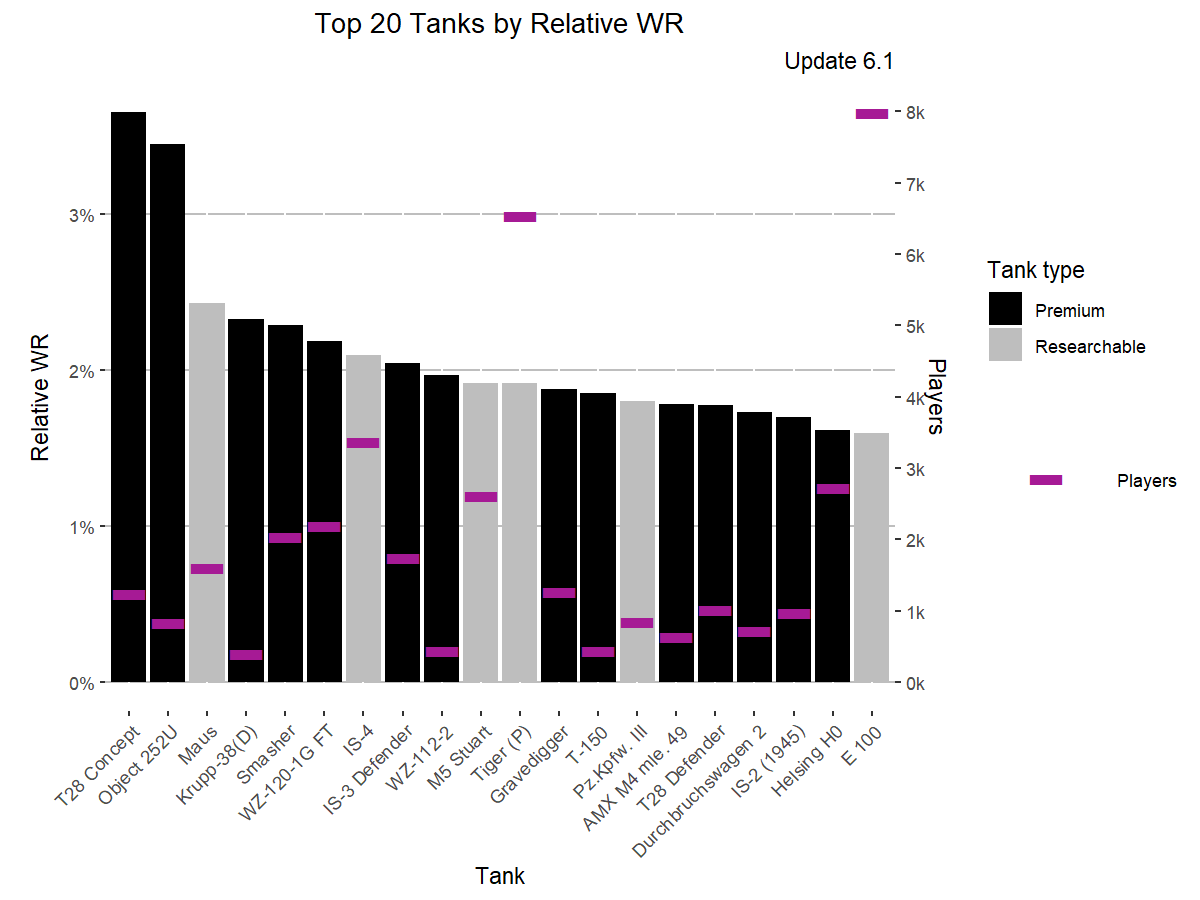 Top 20 Tanks by Relative WR
Update 6.1
Relative WR
3%
2%
1%
0%
8k
7k
6k
5k
4k
3k
2k
1k
0k
Players
Tank type
Premium
Researchable
Players
T28 Concept
Object 252U
Maus
Krupp-38(D)
Smasher
WZ-120-1G FT
IS-4
IS-3 Defender
WZ-112-2
M5 Stuart
Tiger (P)
Gravedigger
T-150
Pz.Kpfw. III
AMX M4 mle. 49
T28 Defender
Durchbruchswagen 2
IS-2 (1945)
Helsing H0
E 100
Tank